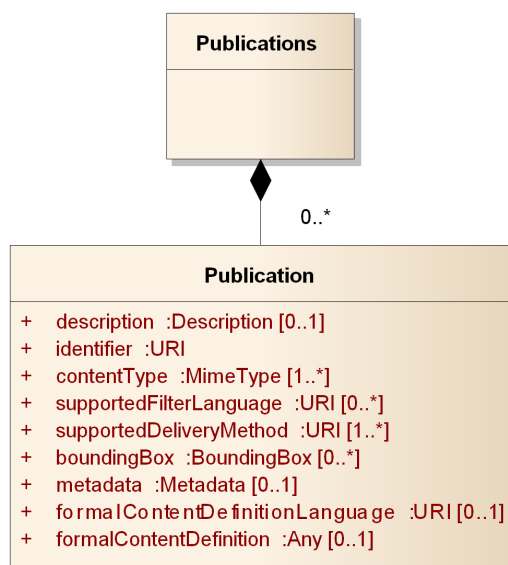 Publications
0..*
Publication
+ description :Description [0..1]
+ identifier :URI
+ contentType :MimeType [1..*]
+ supportedFilterLanguage :URI [0..*]
+ supportedDeliveryMethod :URI [1..*]
+ boundingBox :BoundingBox [0..*]
+ metadata :Metadata [0..1]
+ formalContentDefinitionLanguage :URI [0..1]
+ formalContentDefinition :Any [0..1]